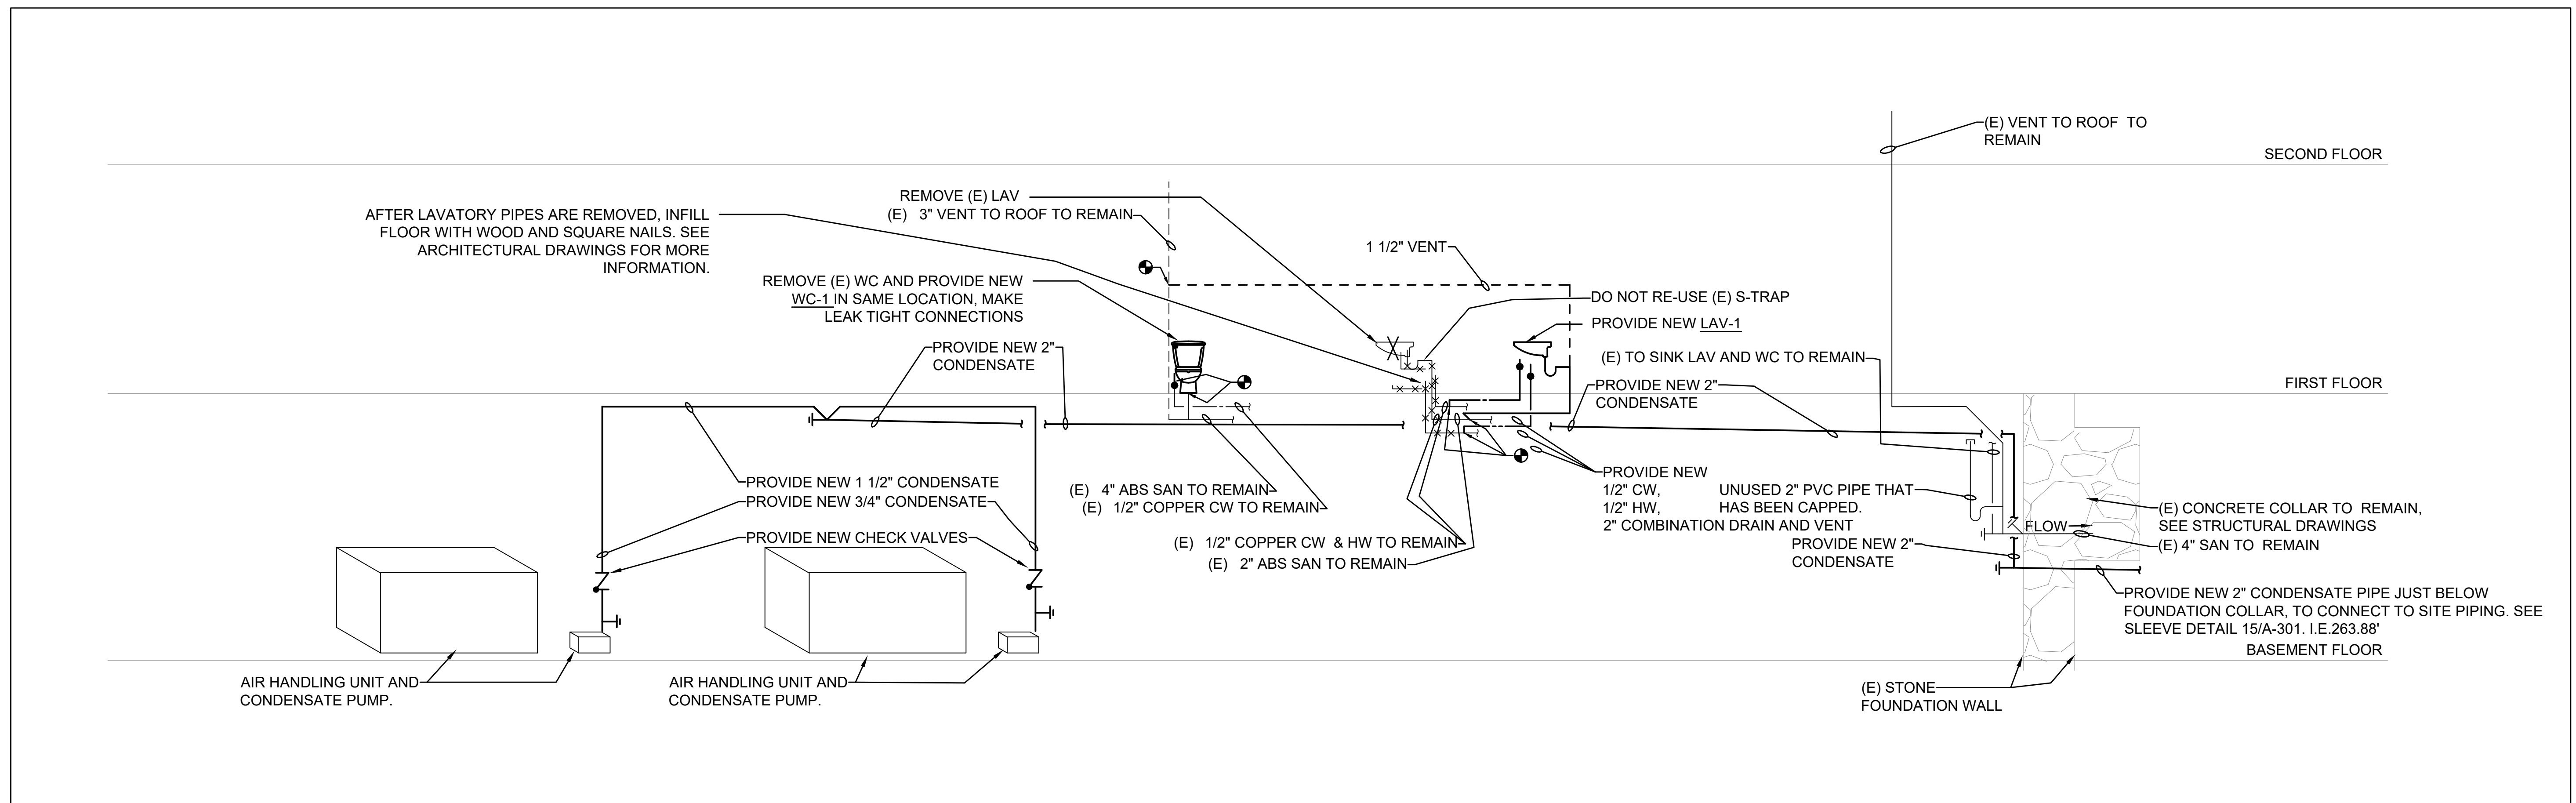 (E) VENT TO ROOF TO
REMAIN
SECOND FLOOR
REMOVE (E) LAV
(E) 3" VENT TO ROOF TO REMAIN
AFTER LAVATORY PIPES ARE REMOVED, INFILL
FLOOR WITH WOOD AND SQUARE NAILS. SEE
ARCHITECTURAL DRAWINGS FOR MORE
INFORMATION.
1 1/2" VENT
REMOVE (E) WC AND PROVIDE NEW
WC-1 IN SAME LOCATION, MAKE
LEAK TIGHT CONNECTIONS
DO NOT RE-USE (E) S-TRAP
PROVIDE NEW LAV-1
PROVIDE NEW 2"
CONDENSATE
(E) TO SINK LAV AND WC TO REMAIN
FIRST FLOOR
PROVIDE NEW 2"
CONDENSATE
PROVIDE NEW 1 1/2" CONDENSATE
PROVIDE NEW 3/4" CONDENSATE
PROVIDE NEW CHECK VALVES
(E) 4" ABS SAN TO REMAIN
(E) 1/2" COPPER CW TO REMAIN
(E) 1/2" COPPER CW & HW TO REMAIN
(E) 2" ABS SAN TO REMAIN
PROVIDE NEW
1/2" CW,
1/2" HW,
2" COMBINATION DRAIN AND VENT
UNUSED 2" PVC PIPE THAT
HAS BEEN CAPPED.
PROVIDE NEW 2"
CONDENSATE
FLOW
(E) CONCRETE COLLAR TO REMAIN,
SEE STRUCTURAL DRAWINGS
(E) 4" SAN TO REMAIN
PROVIDE NEW 2" CONDENSATE PIPE JUST BELOW
FOUNDATION COLLAR, TO CONNECT TO SITE PIPING. SEE
SLEEVE DETAIL 15/A-301. I.E.263.88'
BASEMENT FLOOR
AIR HANDLING UNIT AND
CONDENSATE PUMP.
AIR HANDLING UNIT AND
CONDENSATE PUMP.
(E) STONE
FOUNDATION WALL